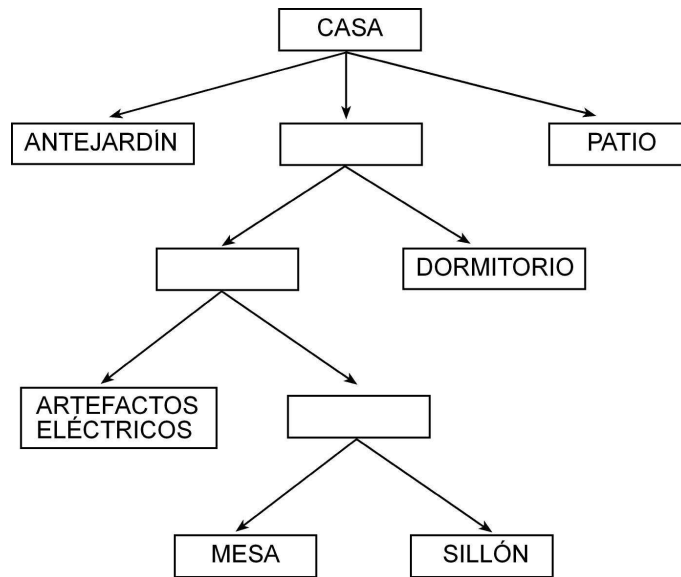 CASA
ANTEJARDÍN
PATIO
DORMITORIO
ARTEFACTOS
ELÉCTRICOS
MESA
SILLÓN